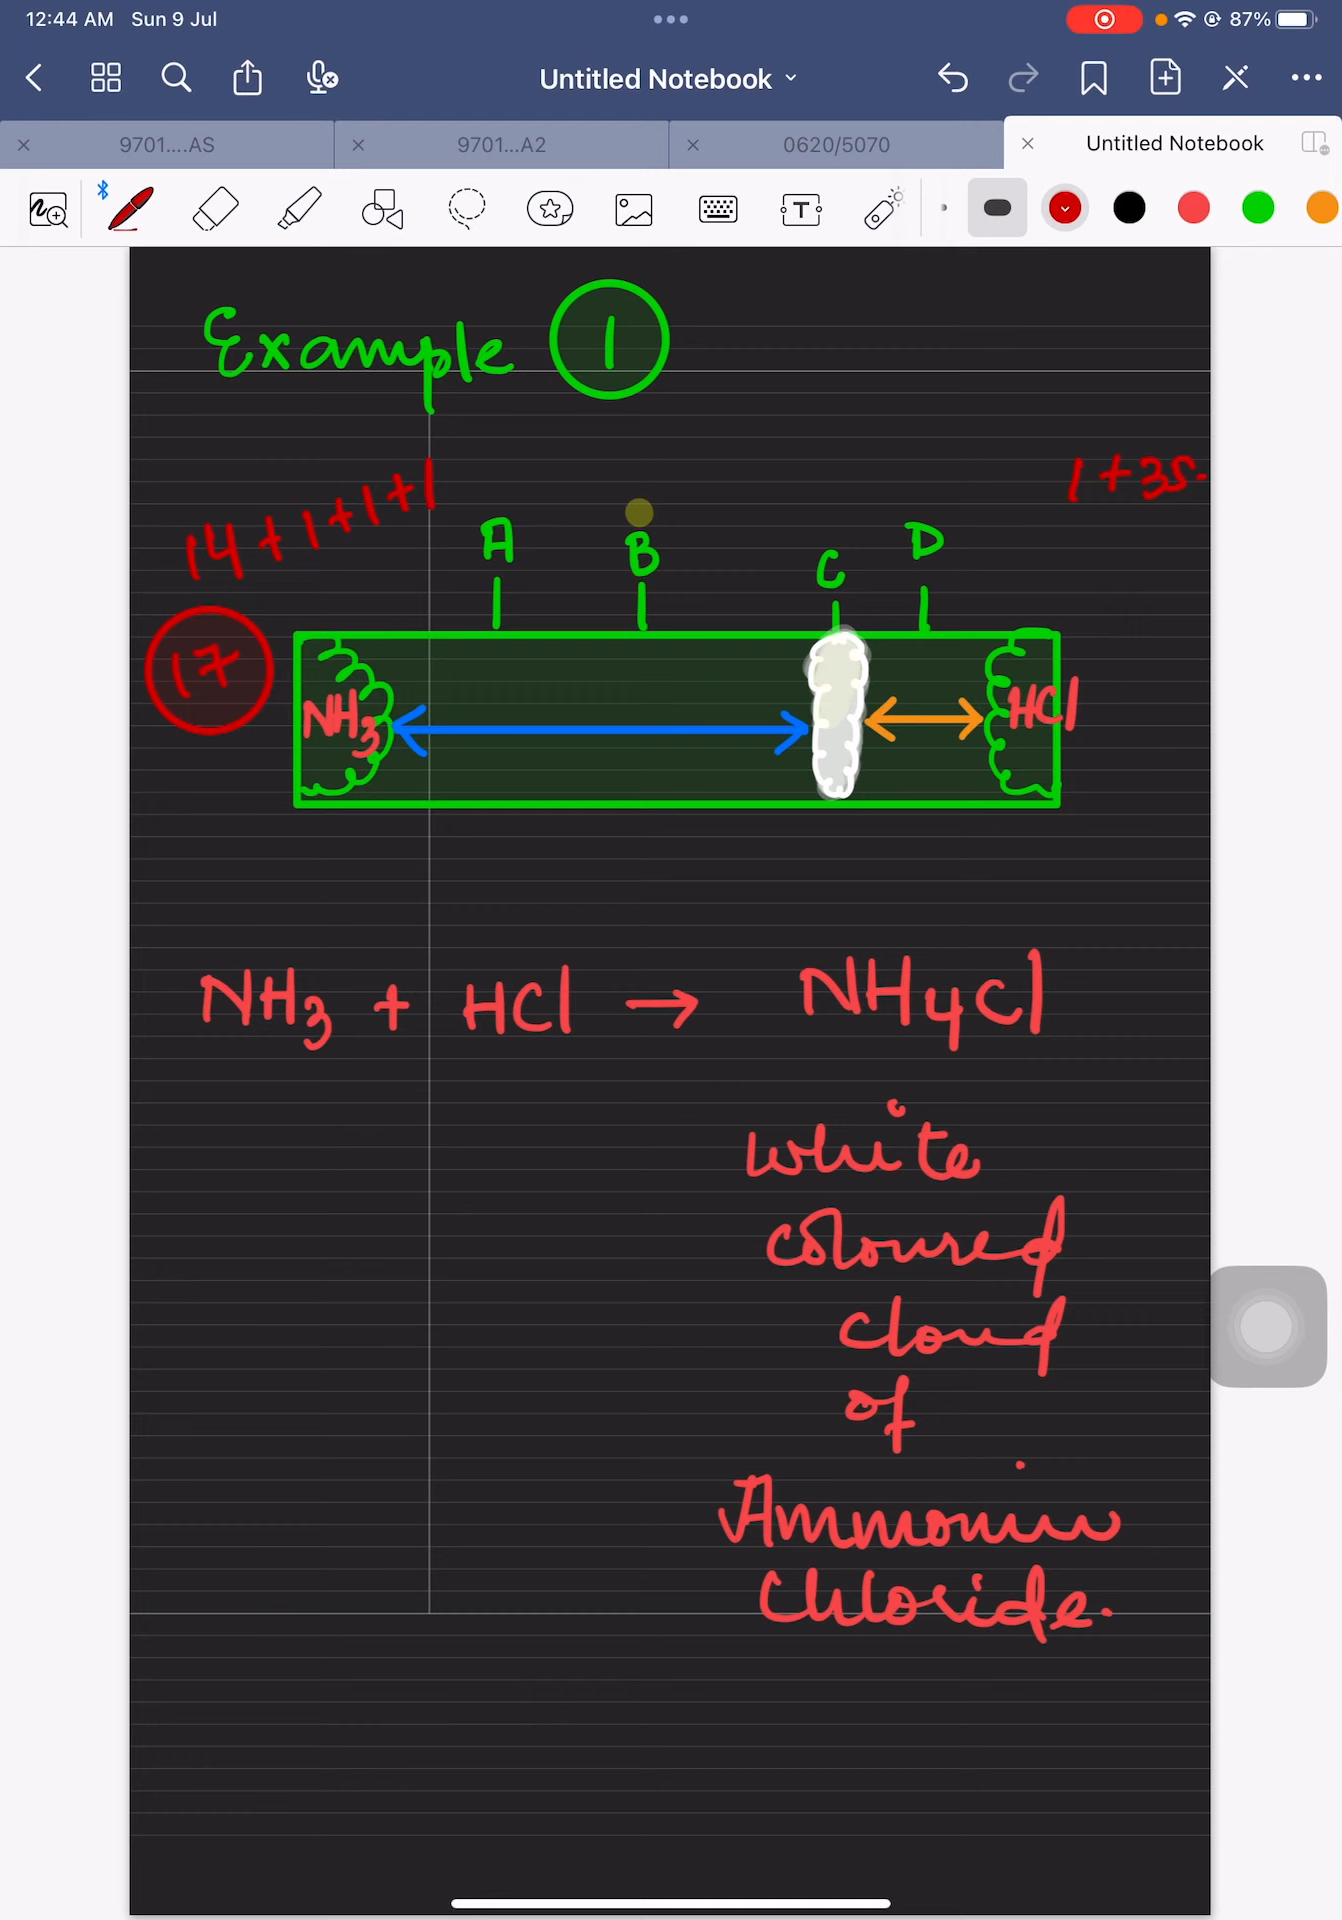 12:44 AM Sun 9 Jul
87%
Untitled Notebook
9701....AS
9701...A2
0620/5070
Untitled Notebook
T
Example 1
14+1+1+1
1+35.
A
B
C
D
17
NH3
HCl
NH3 + HCl → NH4Cl
white
coloured
cloud
of
Chloride.